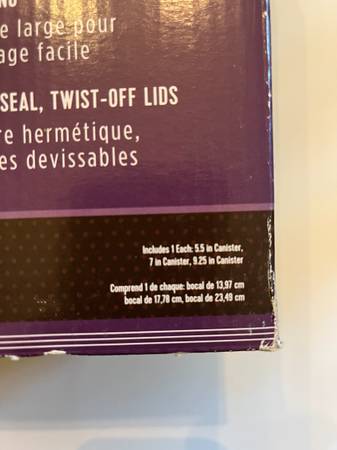 e large pour
age facile
SEAL, TWIST-OFF LIDS
re hermétique,
es devissables
Includes 1 Each: 5.5 in Canister,
7 in Canister, 9.25 in Canister
Comprend 1 de chaque: bocal de 13,97 cm
bocal de 17,78 cm, bocal de 23,49 cm